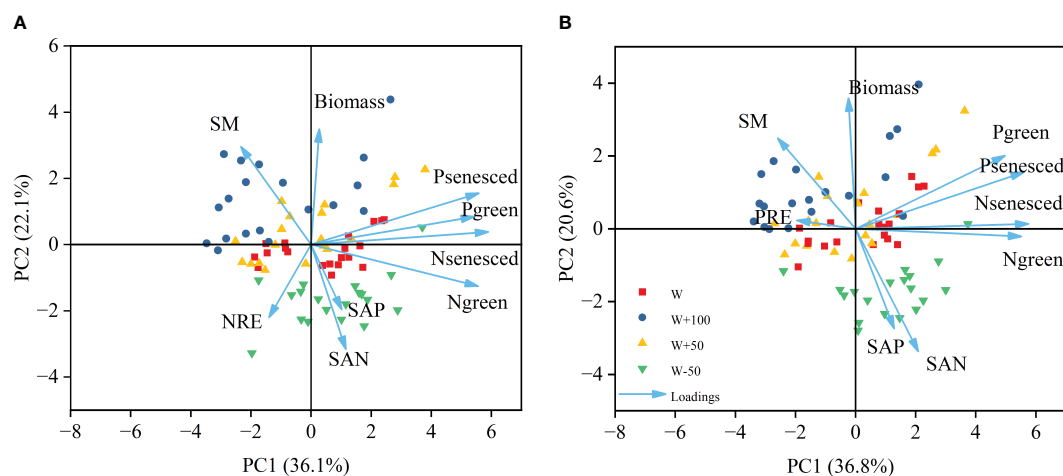 A
B
PC2 (22.1%)
6
4
2
0
−2
−4
−8
−6
−4
−2
0
2
4
6
PC1 (36.1%)
Biomass
SM
Psenesced
Pgreen
Nsenesced
Ngreen
NRE
SAP
SAN
PC2 (20.6%)
4
2
0
−2
−4
−8
−6
−4
−2
0
2
4
6
PC1 (36.8%)
Biomass
SM
Pgreen
Psenesced
Nsenesced
PRE
Ngreen
SAP
SAN
W
W+100
W+50
W-50
Loadings